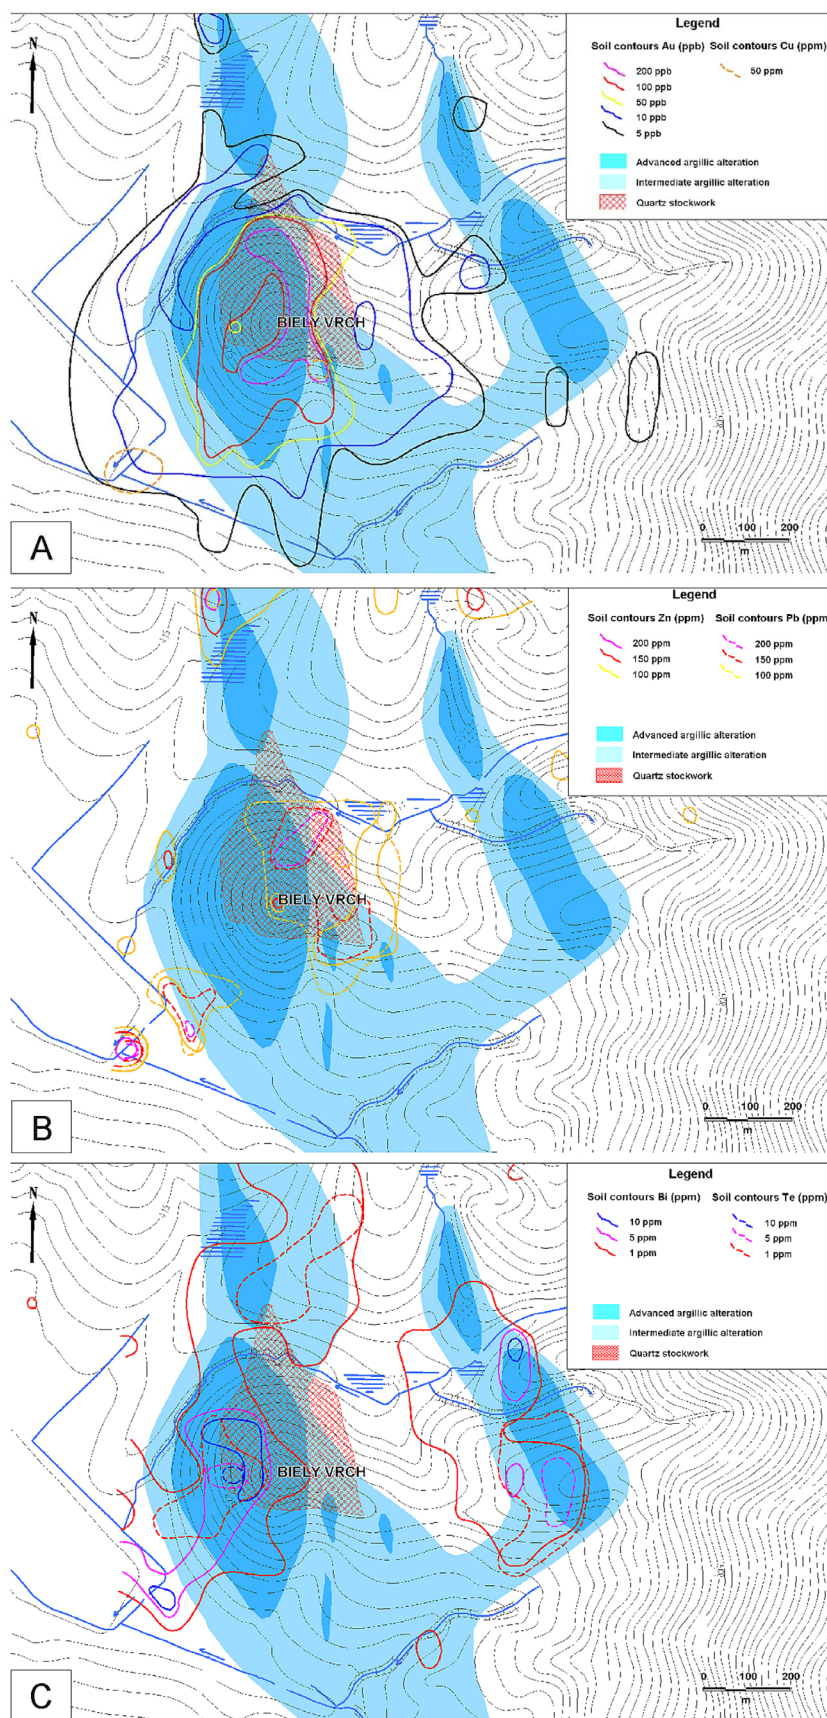 N
Legend
Soil contours Au (ppb) Soil contours Cu (ppm)
200 ppb 50 ppm
100 ppb
50 ppb
10 ppb
5 ppb
Advanced argillic alteration
Intermediate argillic alteration
Quartz stockwork
715
BIELY VRCH
0 100 200
m
A
N
Legend
Soil contours Zn (ppm) Soil contours Pb (ppm)
200 ppm 200 ppm
150 ppm 150 ppm
100 ppm 100 ppm
Advanced argillic alteration
Intermediate argillic alteration
Quartz stockwork
BIELY VRCH
0 100 200
m
B
N
Legend
Soil contours Bi (ppm) Soil contours Te (ppm)
10 ppm 10 ppm
5 ppm 5 ppm
1 ppm 1 ppm
Advanced argillic alteration
Intermediate argillic alteration
Quartz stockwork
715
BIELY VRCH
0 100 200
m
C